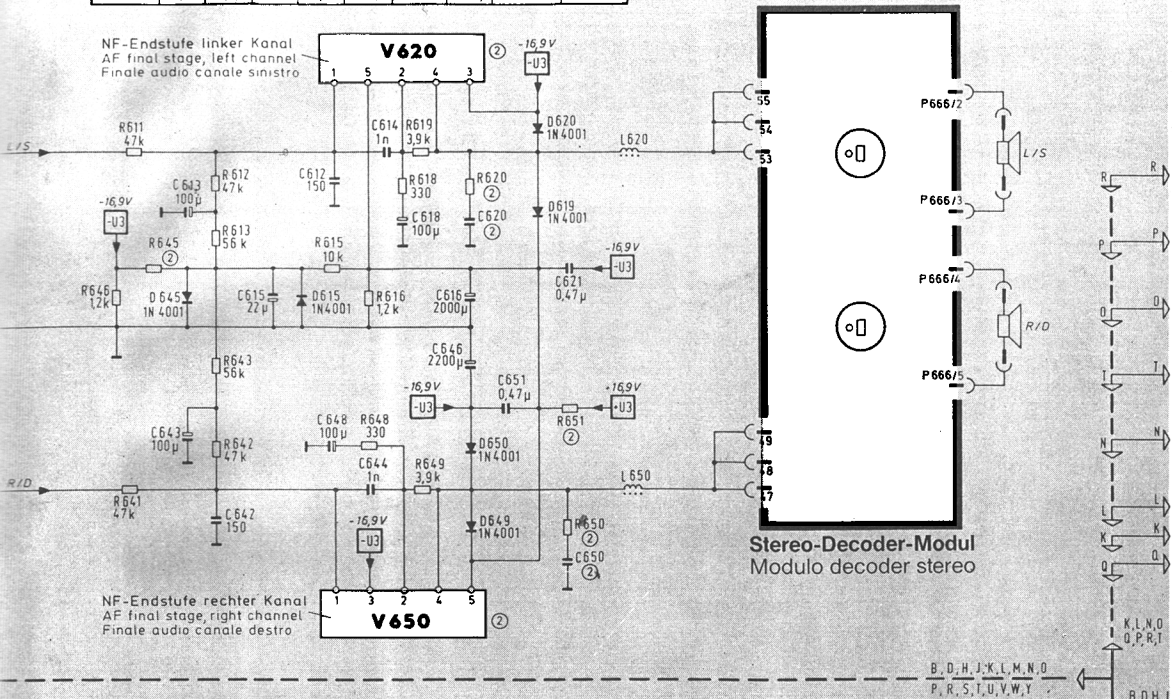 NF-Endstufe linker Kanal
AF final stage, left channel
Finale audio canale sinistro
V620
②
1 5 2 4 3
-16,9V
-U3
D620
1N4001
L/S
R611
47k
C614
1n
R619
3,9k
L620
C613
100µ
R612
47k
C612
150
R618
330
R620
②
C618
100µ
C620
②
D619
1N4001
-16,9V
-U3
R613
56k
R645
②
R615
10k
-16,9V
-U3
C621
0,47µ
R646
1,2k
D645
1N4001
C615
22µ
D615
1N4001
R616
1,2k
C616
2000µ
C646
2200µ
R643
56k
-16,9V
-U3
C651
0,47µ
R651
②
+16,9V
+U3
C643
100µ
R642
47k
C648
100µ
R648
330
D650
1N4001
C644
1n
R649
3,9k
L650
R/D
R641
47k
C642
150
-16,9V
-U3
D649
1N4001
R650
②
C650
②
1 3 2 4 5
V650
②
NF-Endstufe rechter Kanal
AF final stage, right channel
Finale audio canale destro
55
54
53
49
48
47
P666/2
P666/3
P666/4
P666/5
L/S
R/D
Stereo-Decoder-Modul
Modulo decoder stereo
R R
P P
O O
T T
N N
L L
K K
Q Q
K,L,N,O
Q,P,R,T
B,D,H,J,K,L,M,N,O
P,R,S,T,U,V,W,Y